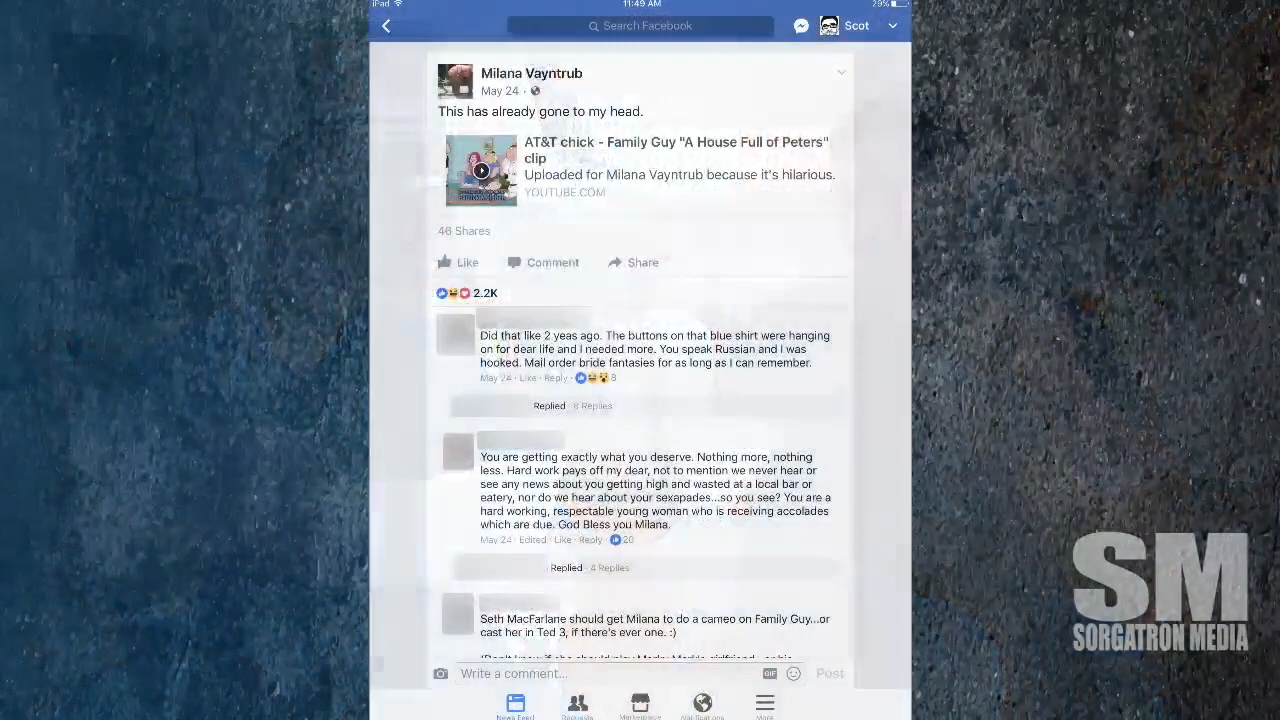 iPad 11:49 AM 29%
Search Facebook Scot
Milana Vayntrub
May 24
This has already gone to my head.
AT&T chick - Family Guy "A House Full of Peters"
clip
Uploaded for Milana Vayntrub because it's hilarious.
YOUTUBE.COM
46 Shares
Like Comment Share
2.2K
Did that like 2 yeas ago. The buttons on that blue shirt were hanging
on for dear life and I needed more. You speak Russian and I was
hooked. Mail order bride fantasies for as long as I can remember.
May 24 · Like · Reply · 8
Replied · 6 Replies
You are getting exactly what you deserve. Nothing more, nothing
less. Hard work pays off my dear, not to mention we never hear or
see any news about you getting high and wasted at a local bar or
eatery, nor do we hear about your sexapades...so you see? You are a
hard working, respectable young woman who is receiving accolades
which are due. God Bless you Milana.
May 24 · Edited · Like · Reply · 20
Replied · 4 Replies
Seth MacFarlane should get Milana to do a cameo on Family Guy...or
cast her in Ted 3, if there's ever one. :)
Write a comment... GIF Post
News Feed Requests Marketplace Notifications More
SM
SORGATRON MEDIA